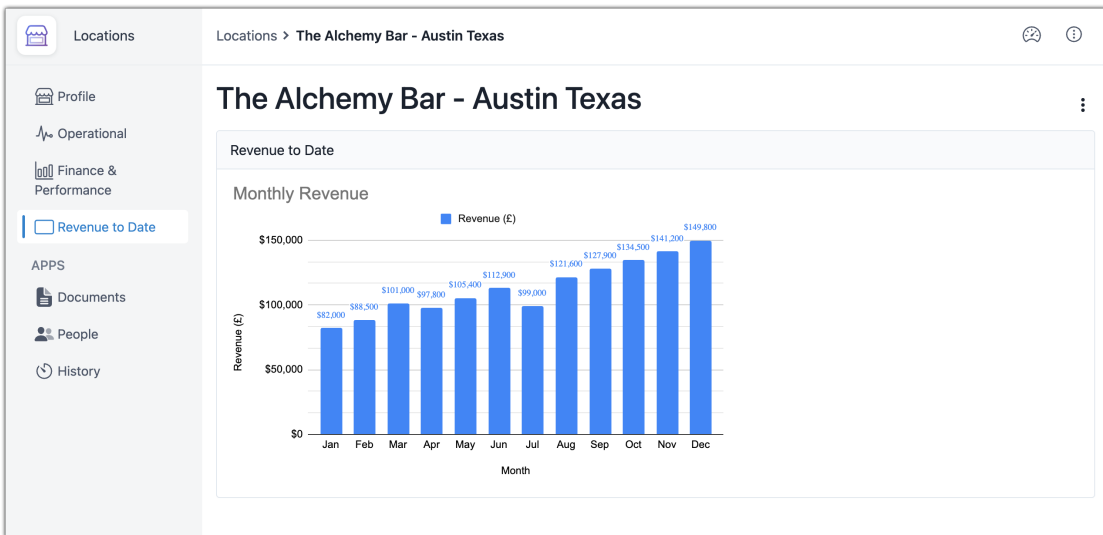 Locations
Locations > The Alchemy Bar - Austin Texas
Profile
Operational
Finance &
Performance
Revenue to Date
APPS
Documents
People
History
The Alchemy Bar - Austin Texas
Revenue to Date
Monthly Revenue
Revenue (£)
Revenue (£)
$150,000
$100,000
$50,000
$0
$82,000
$88,500
$101,000
$97,800
$105,400
$112,900
$99,000
$121,600
$127,900
$134,500
$141,200
$149,800
Jan Feb Mar Apr May Jun Jul Aug Sep Oct Nov Dec
Month